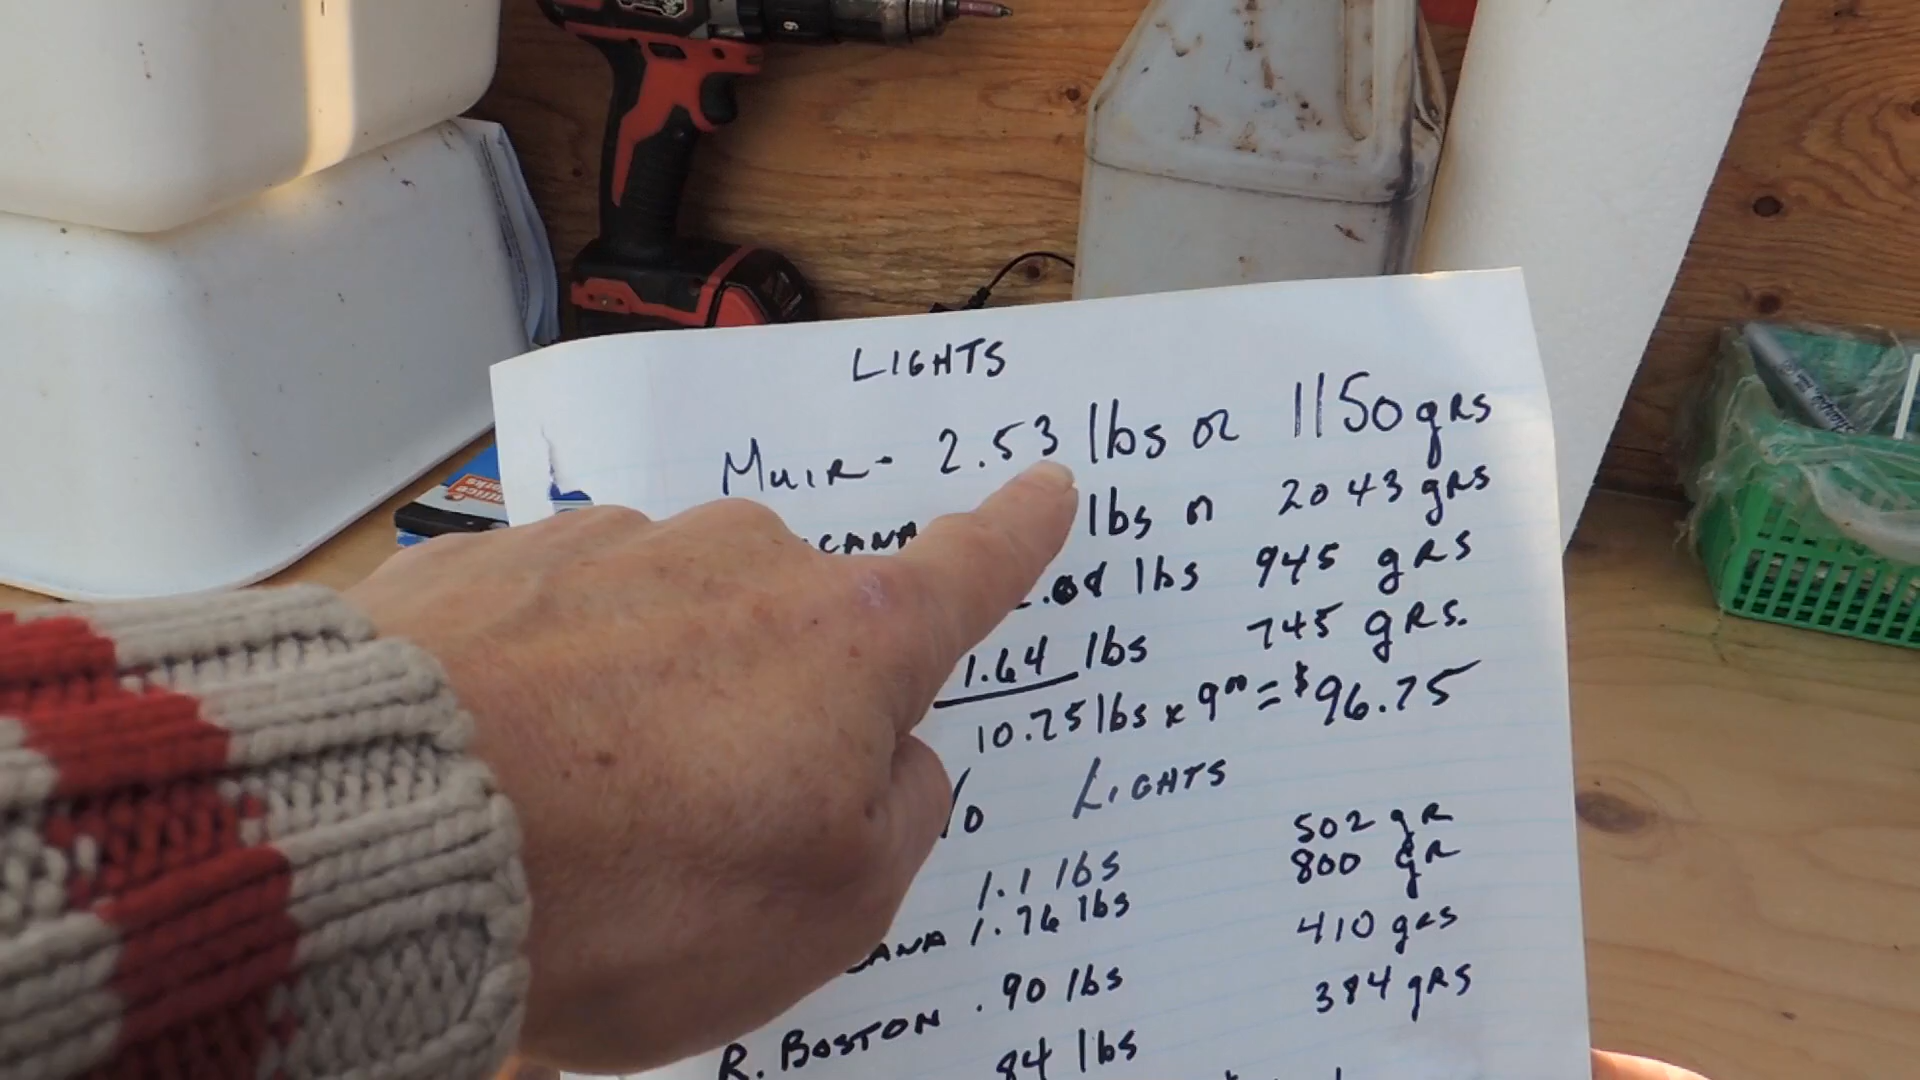 LIGHTS
MUIR - 2.53 lbs or 1150 grs
lbs or 2043 grs
lbs 945 grs
1.64 lbs 745 grs.
10.75 lbs x 9⁰⁰ = $96.75
LIGHTS
1.1 lbs 502 gr
1.76 lbs 800 gr
R. BOSTON .90 lbs 410 grs
84 lbs 384 grs